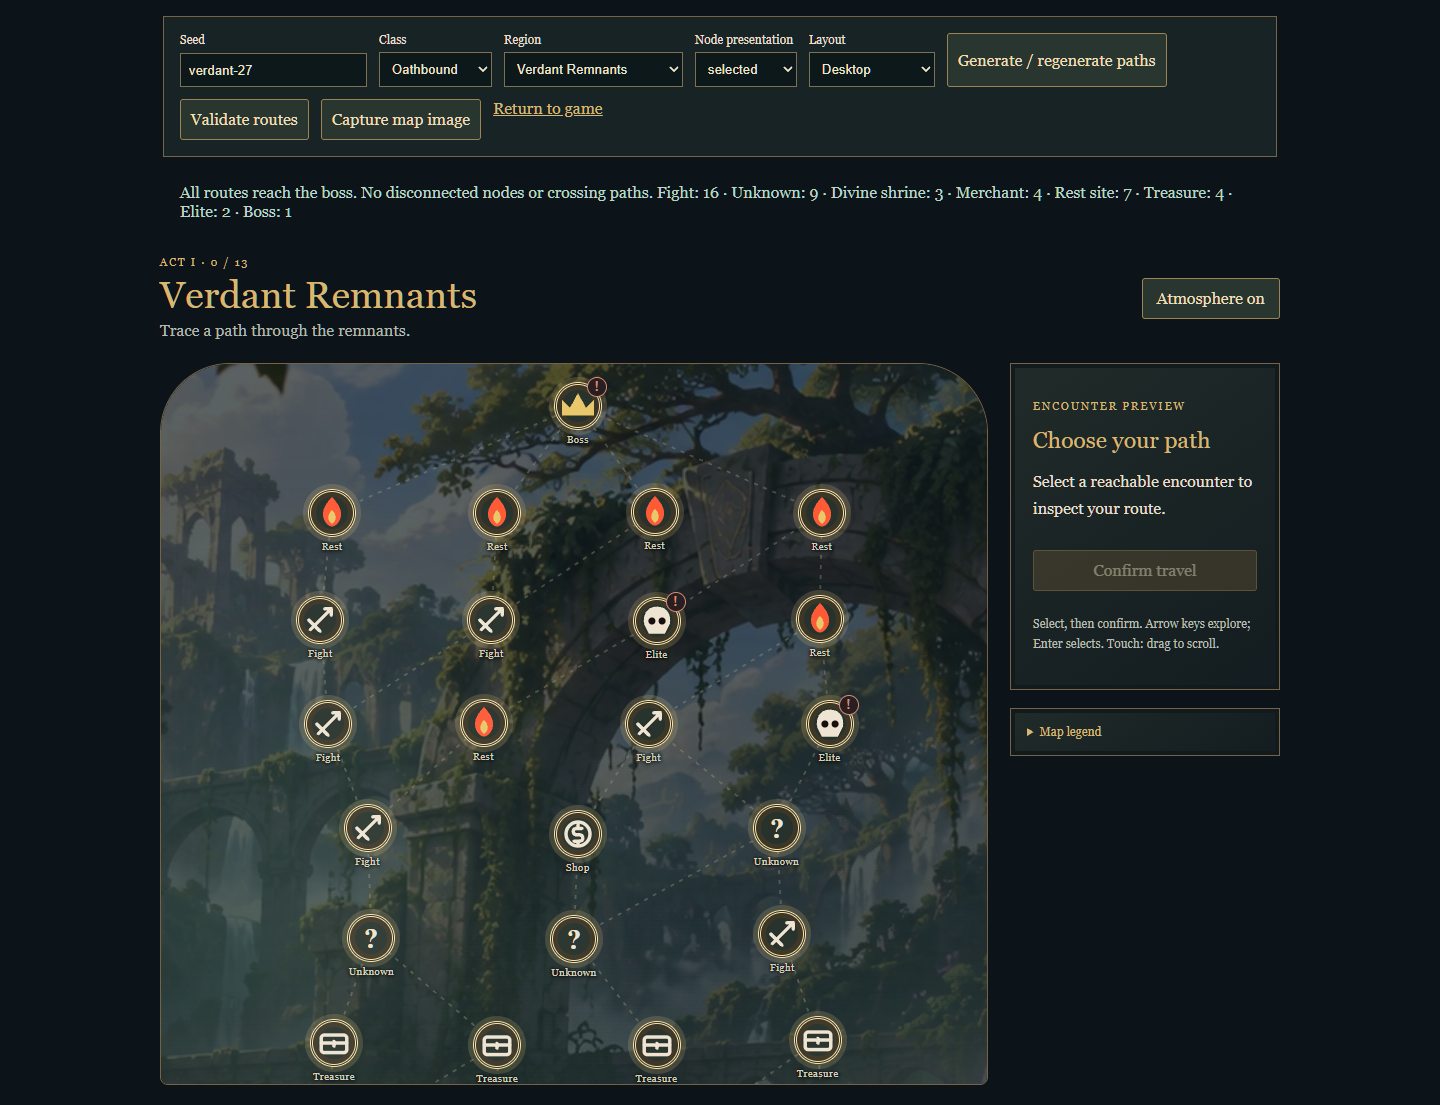 Seed
Class
Region
Node presentation
Layout
verdant-27
Oathbound
Verdant Remnants
selected
Desktop
Generate / regenerate paths
Validate routes
Capture map image
Return to game
All routes reach the boss. No disconnected nodes or crossing paths. Fight: 16 · Unknown: 9 · Divine shrine: 3 · Merchant: 4 · Rest site: 7 · Treasure: 4 ·
Elite: 2 · Boss: 1
ACT I · 0 / 13
Verdant Remnants
Trace a path through the remnants.
Atmosphere on
!
Boss
Rest
Rest
Rest
Rest
!
Fight
Fight
Elite
Rest
!
Fight
Rest
Fight
Elite
?
Fight
Shop
Unknown
?
?
Unknown
Unknown
Fight
Treasure
Treasure
Treasure
Treasure
ENCOUNTER PREVIEW
Choose your path
Select a reachable encounter to
inspect your route.
Confirm travel
Select, then confirm. Arrow keys explore;
Enter selects. Touch: drag to scroll.
Map legend